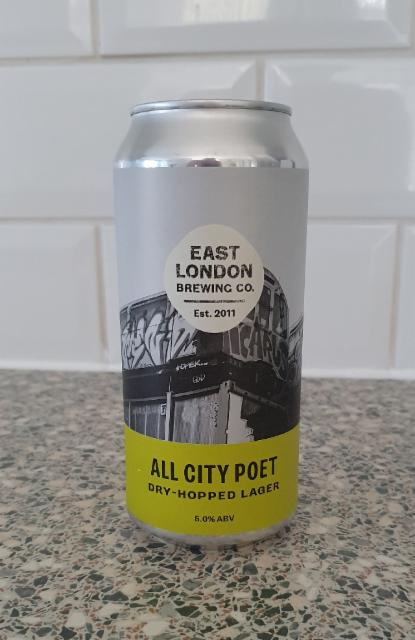 EAST
LONDON
BREWING CO.
Est. 2011
ALL CITY POET
DRY-HOPPED LAGER
5.0% ABV